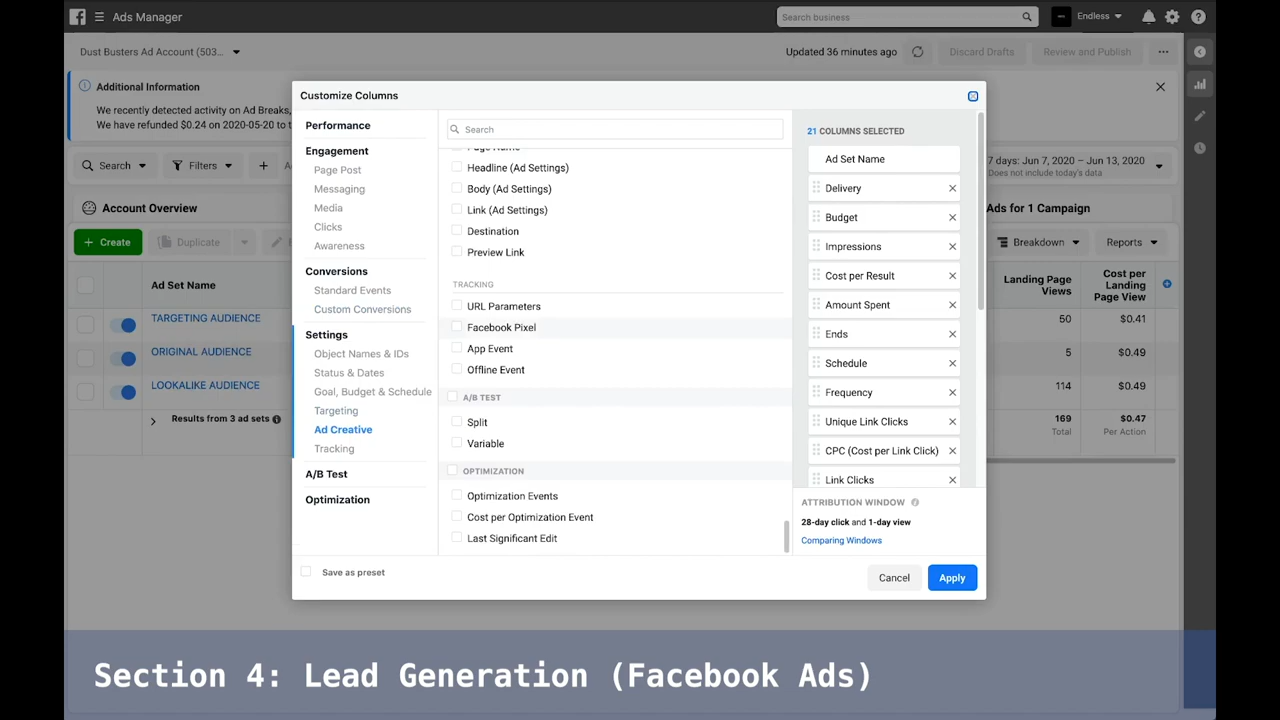 Ads Manager
Search business
Endless
Dust Busters Ad Account (503...
Updated 36 minutes ago
Discard Drafts
Review and Publish
Additional Information
We recently detected activity on Ad Breaks,
We have refunded $0.24 on 2020-05-20 to t
Search
Filters
7 days: Jun 7, 2020 – Jun 13, 2020
Does not include today's data
Account Overview
Ads for 1 Campaign
+ Create
Duplicate
Breakdown
Reports
Ad Set Name
Landing Page Views
Cost per Landing Page View
TARGETING AUDIENCE
50
$0.41
ORIGINAL AUDIENCE
5
$0.49
LOOKALIKE AUDIENCE
114
$0.49
Results from 3 ad sets
169
Total
$0.47
Per Action
Customize Columns
Performance
Engagement
Page Post
Messaging
Media
Clicks
Awareness
Conversions
Standard Events
Custom Conversions
Settings
Object Names & IDs
Status & Dates
Goal, Budget & Schedule
Targeting
Ad Creative
Tracking
A/B Test
Optimization
Search
Page Name
Headline (Ad Settings)
Body (Ad Settings)
Link (Ad Settings)
Destination
Preview Link
TRACKING
URL Parameters
Facebook Pixel
App Event
Offline Event
A/B TEST
Split
Variable
OPTIMIZATION
Optimization Events
Cost per Optimization Event
Last Significant Edit
21 COLUMNS SELECTED
Ad Set Name
Delivery
Budget
Impressions
Cost per Result
Amount Spent
Ends
Schedule
Frequency
Unique Link Clicks
CPC (Cost per Link Click)
Link Clicks
ATTRIBUTION WINDOW
28-day click and 1-day view
Comparing Windows
Save as preset
Cancel
Apply
Section 4: Lead Generation (Facebook Ads)